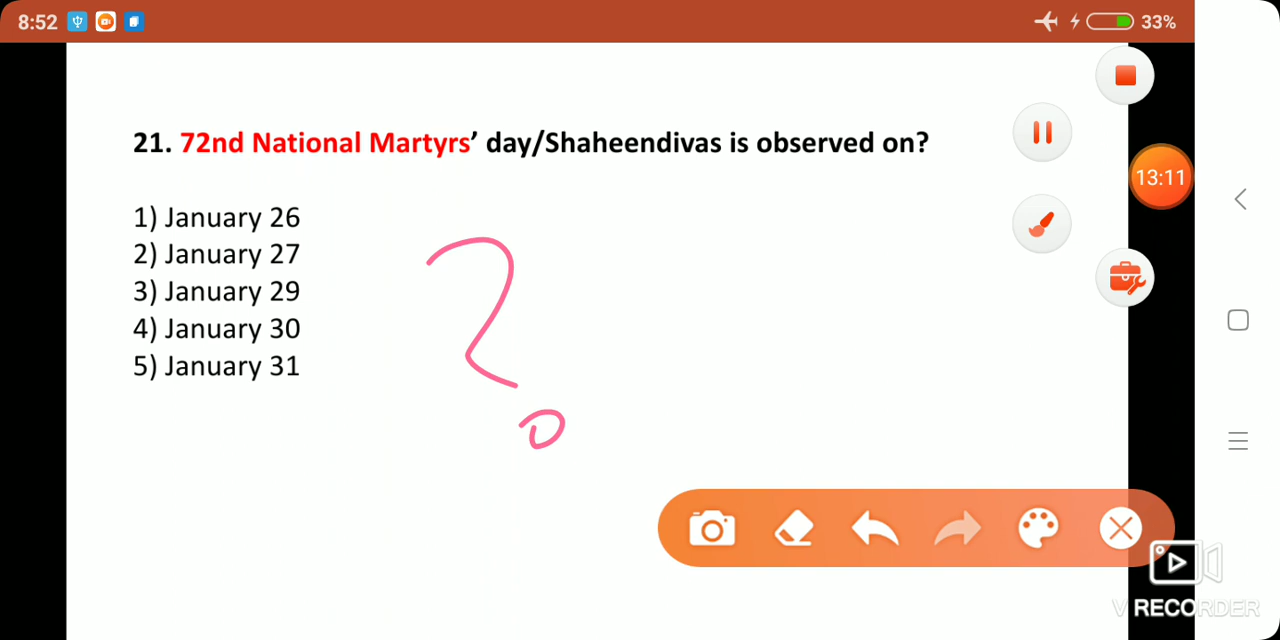 8:52 33%
21. 72nd National Martyrs’ day/Shaheendivas is observed on?
13:11
1) January 26
2) January 27
3) January 29
4) January 30
5) January 31
?
V RECORDER